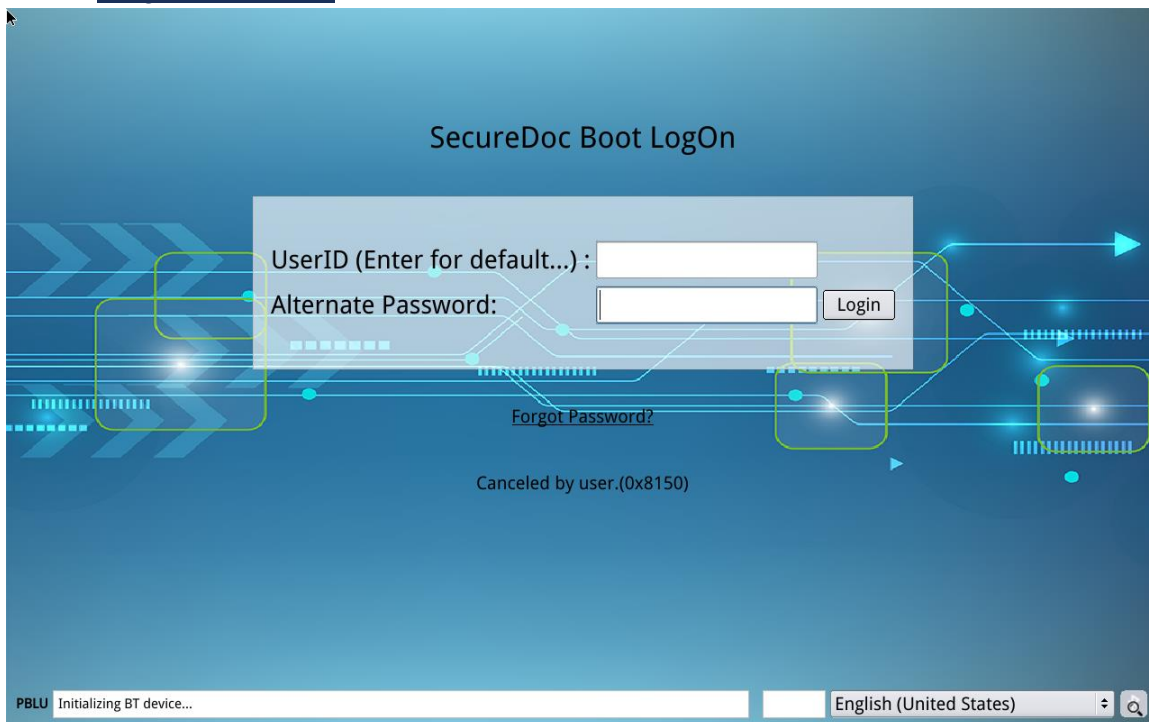 SecureDoc Boot LogOn
UserID (Enter for default...) :
Alternate Password:
Login
Forgot Password?
Canceled by user.(0x8150)
PBLU Initializing BT device...
English (United States)